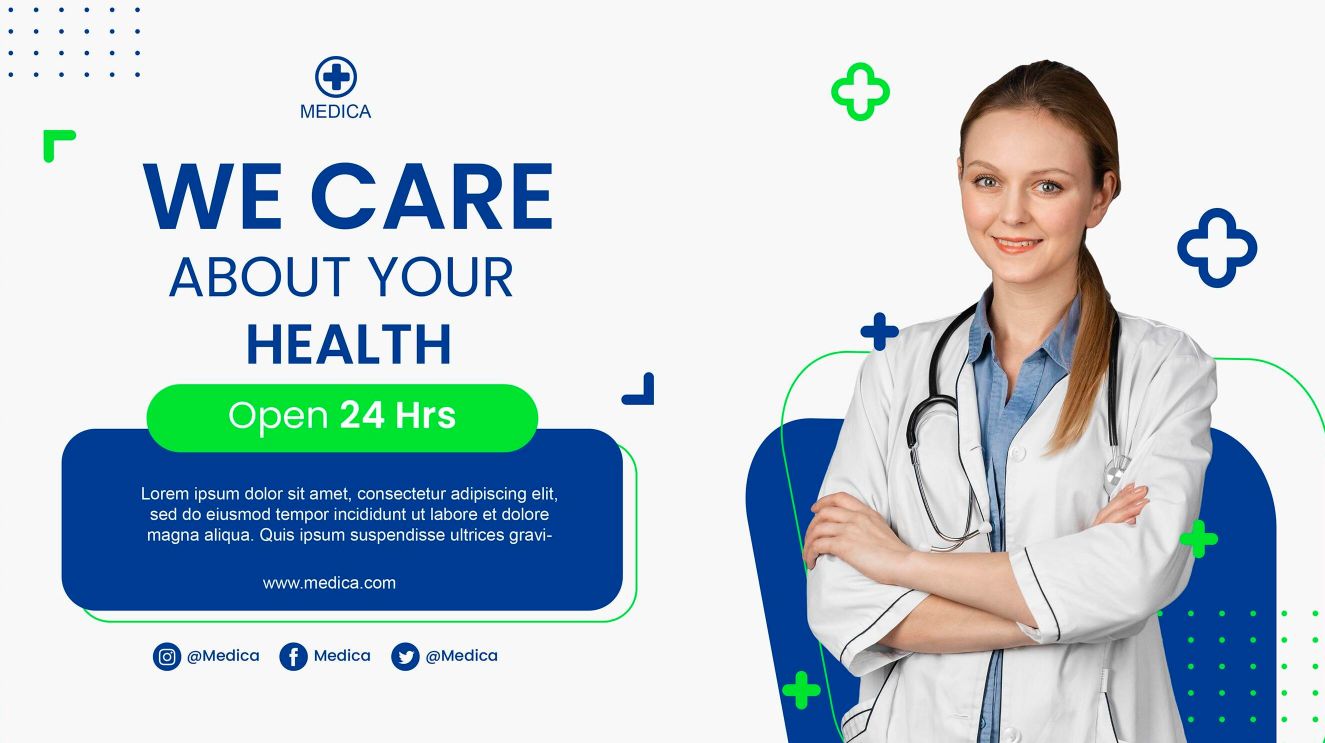 MEDICA
WE CARE
ABOUT YOUR
HEALTH
Open 24 Hrs
Lorem ipsum dolor sit amet, consectetur adipiscing elit,
sed do eiusmod tempor incididunt ut labore et dolore
magna aliqua. Quis ipsum suspendisse ultrices gravi-
www.medica.com
@Medica Medica @Medica